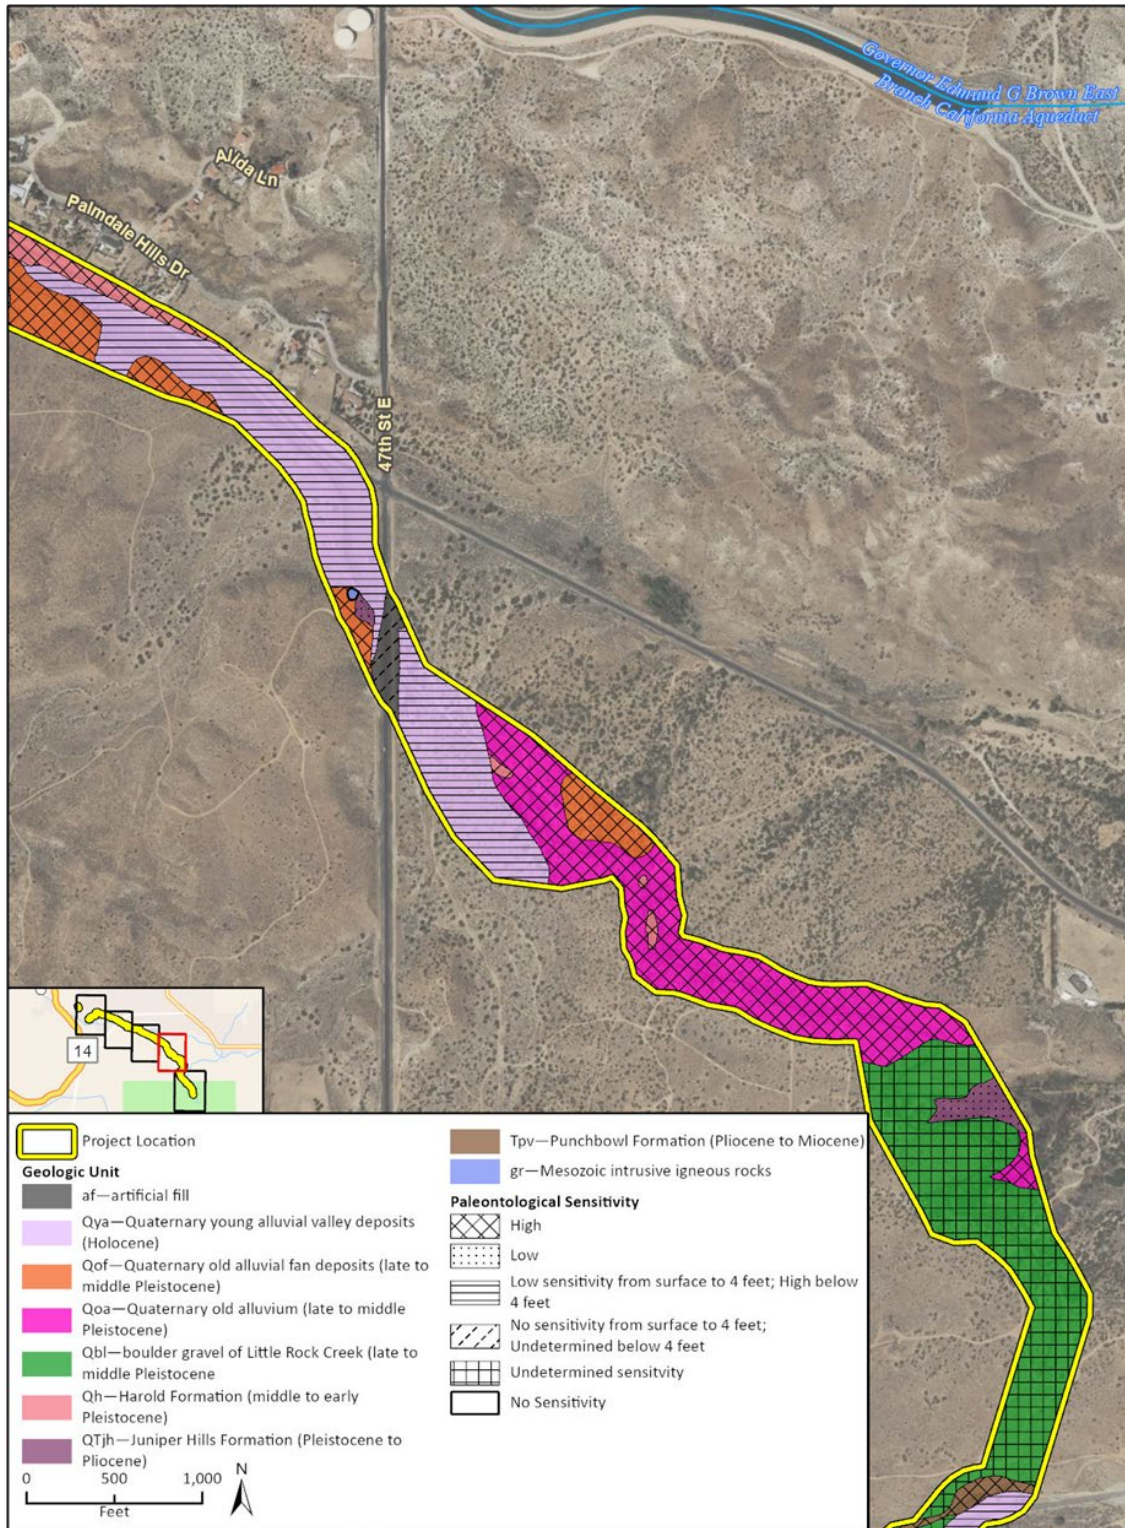 Governor Edmund G Brown East
Branch California Aqueduct
Avda Ln
Palmdale Hills Dr
47th St E
14
Project Location
Geologic Unit
af—artificial fill
Qya—Quaternary young alluvial valley deposits
(Holocene)
Qof—Quaternary old alluvial fan deposits (late to
middle Pleistocene)
Qoa—Quaternary old alluvium (late to middle
Pleistocene)
Qbl—boulder gravel of Little Rock Creek (late to
middle Pleistocene
Qh—Harold Formation (middle to early
Pleistocene)
QTjh—Juniper Hills Formation (Pleistocene to
Pliocene)
0 500 1,000
Feet
N
Tpv—Punchbowl Formation (Pliocene to Miocene)
gr—Mesozoic intrusive igneous rocks
Paleontological Sensitivity
High
Low
Low sensitivity from surface to 4 feet; High below
4 feet
No sensitivity from surface to 4 feet;
Undetermined below 4 feet
Undetermined sensitvity
No Sensitivity